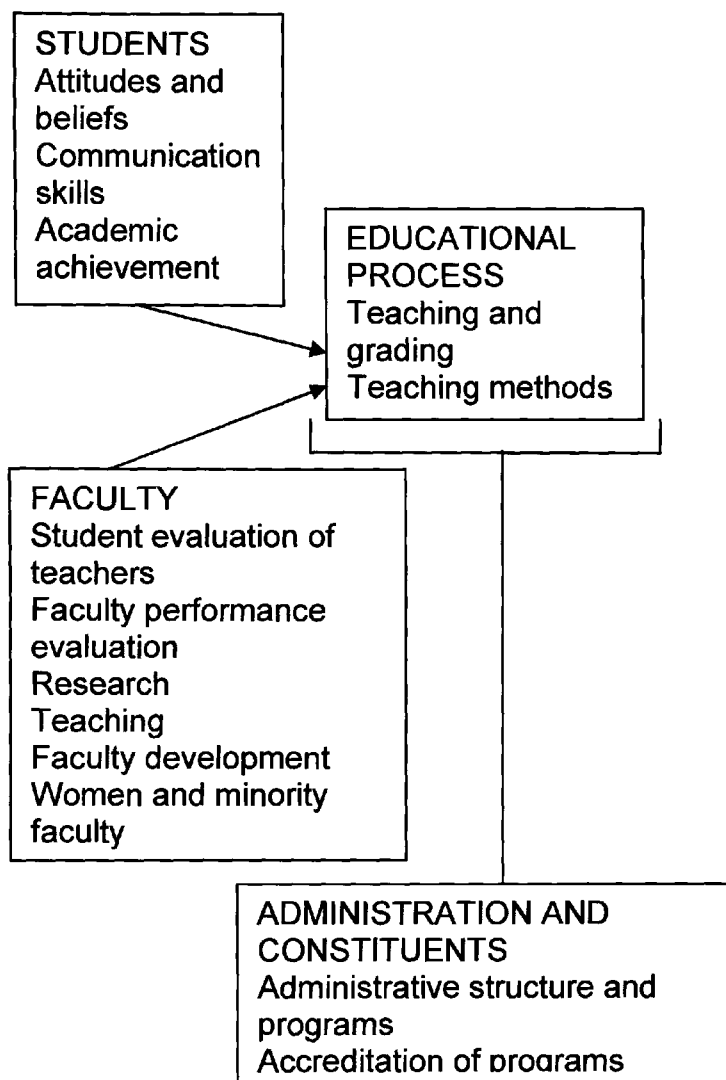 STUDENTS
Attitudes and
beliefs
Communication
skills
Academic
achievement
EDUCATIONAL
PROCESS
Teaching and
grading
Teaching methods
FACULTY
Student evaluation of
teachers
Faculty performance
evaluation
Research
Teaching
Faculty development
Women and minority
faculty
ADMINISTRATION AND
CONSTITUENTS
Administrative structure and
programs
Accreditation of programs